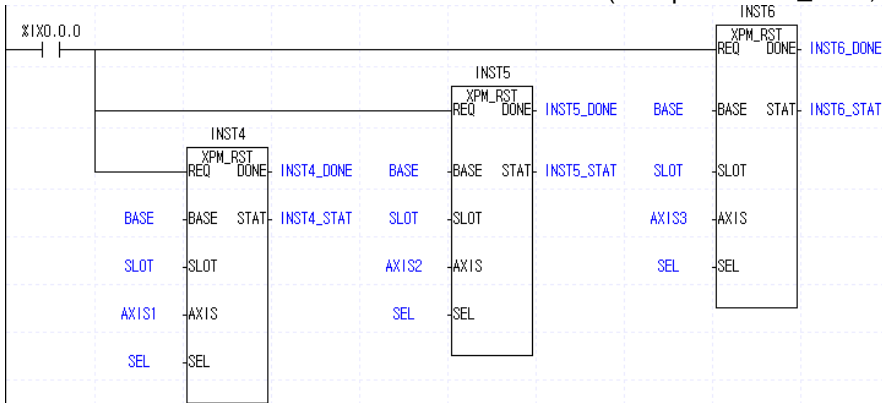 INST6
%IX0.0.0
XPM_RST
REQ DONE INST6_DONE
INST5
XPM_RST
REQ DONE INST5_DONE BASE BASE STAT INST6_STAT
INST4
XPM_RST
REQ DONE INST4_DONE BASE BASE STAT INST5_STAT SLOT SLOT
BASE BASE STAT INST4_STAT SLOT SLOT AXIS3 AXIS
SLOT SLOT AXIS2 AXIS SEL SEL
AXIS1 AXIS SEL SEL
SEL SEL